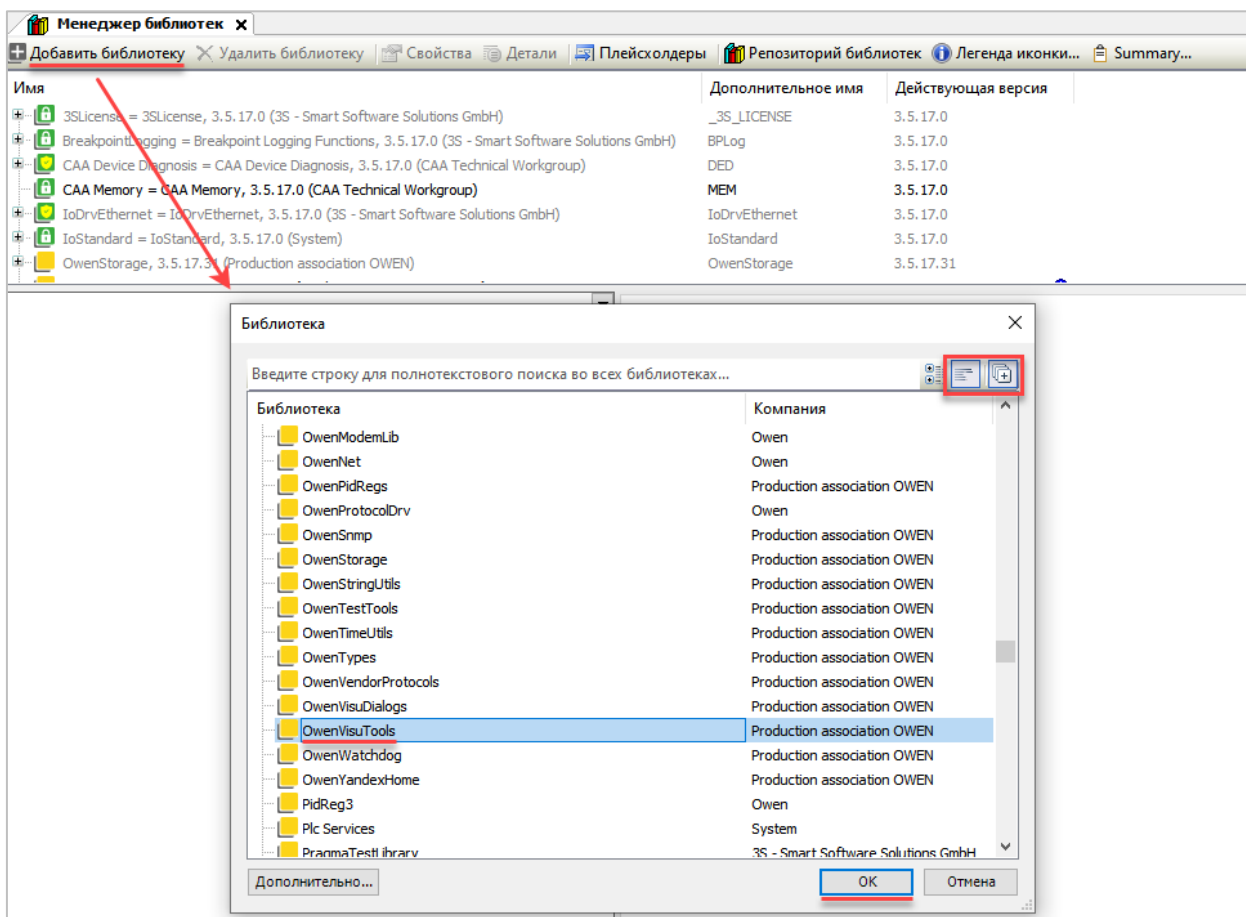 Менеджер библиотек x
Добавить библиотеку Удалить библиотеку Свойства Детали Плейсхолдеры Репозиторий библиотек Легенда иконки... Summary...
Имя Дополнительное имя Действующая версия
3SLicense = 3SLicense, 3.5.17.0 (3S - Smart Software Solutions GmbH) _3S_LICENSE 3.5.17.0
BreakpointLogging = Breakpoint Logging Functions, 3.5.17.0 (3S - Smart Software Solutions GmbH) BPLog 3.5.17.0
CAA Device Diagnosis = CAA Device Diagnosis, 3.5.17.0 (CAA Technical Workgroup) DED 3.5.17.0
CAA Memory = CAA Memory, 3.5.17.0 (CAA Technical Workgroup) MEM 3.5.17.0
IoDrvEthernet = IoDrvEthernet, 3.5.17.0 (3S - Smart Software Solutions GmbH) IoDrvEthernet 3.5.17.0
IoStandard = IoStandard, 3.5.17.0 (System) IoStandard 3.5.17.0
OwenStorage, 3.5.17.31 (Production association OWEN) OwenStorage 3.5.17.31
Библиотека
Введите строку для полнотекстового поиска во всех библиотеках...
Библиотека Компания
OwenModemLib Owen
OwenNet Owen
OwenPidRegs Production association OWEN
OwenProtocolDrv Owen
OwenSnmp Production association OWEN
OwenStorage Production association OWEN
OwenStringUtils Production association OWEN
OwenTestTools Production association OWEN
OwenTimeUtils Production association OWEN
OwenTypes Production association OWEN
OwenVendorProtocols Production association OWEN
OwenVisuDialogs Production association OWEN
OwenVisuTools Production association OWEN
OwenWatchdog Production association OWEN
OwenYandexHome Production association OWEN
PidReg3 Owen
Plc Services System
PragmaTestLibrary 3S - Smart Software Solutions GmbH
Дополнительно... OK Отмена